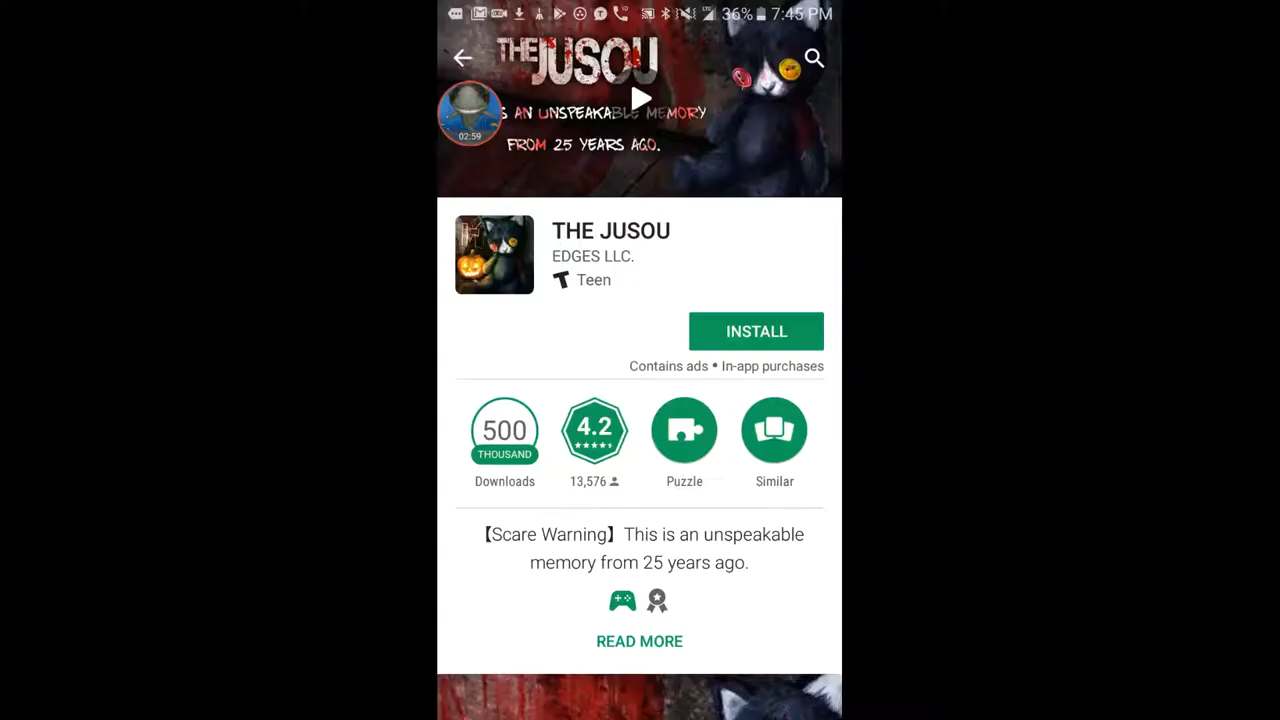 36% 7:45 PM
THE JUSOU
02:59
S AN UNSPEAKABLE MEMORY
FROM 25 YEARS AGO.
THE JUSOU
EDGES LLC.
T Teen
INSTALL
Contains ads • In-app purchases
500 THOUSAND
4.2
Downloads 13,576 Puzzle Similar
【Scare Warning】This is an unspeakable
memory from 25 years ago.
READ MORE